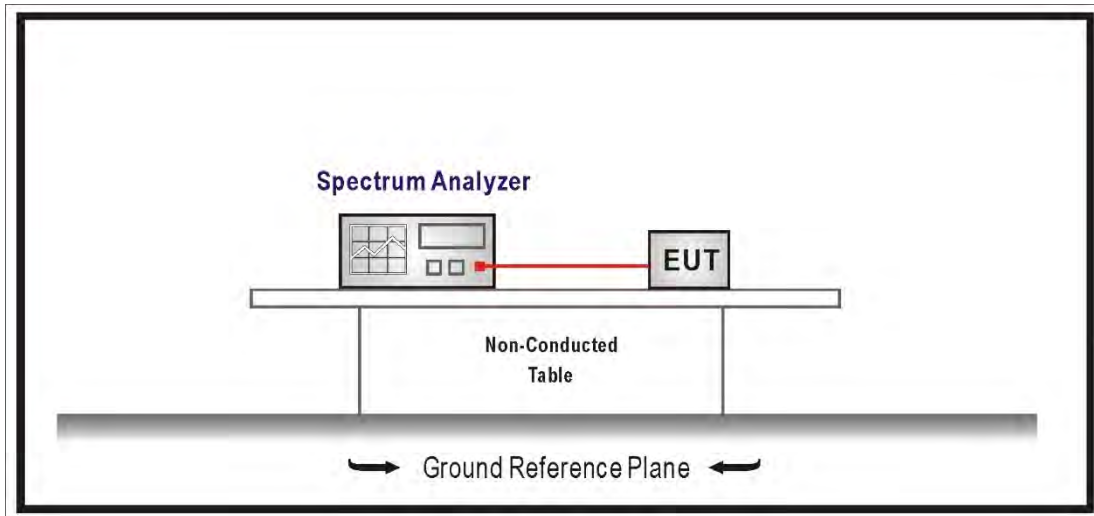 Spectrum Analyzer
EUT
Non-Conducted
Table
Ground Reference Plane